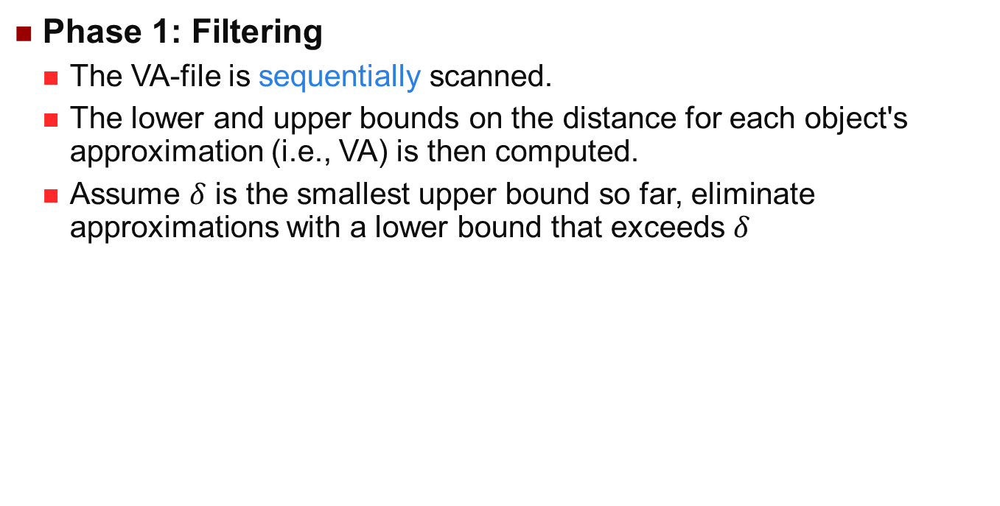 Phase 1: Filtering
The VA-file is sequentially scanned.
The lower and upper bounds on the distance for each object's
approximation (i.e., VA) is then computed.
Assume 𝛿 is the smallest upper bound so far, eliminate
approximations with a lower bound that exceeds 𝛿